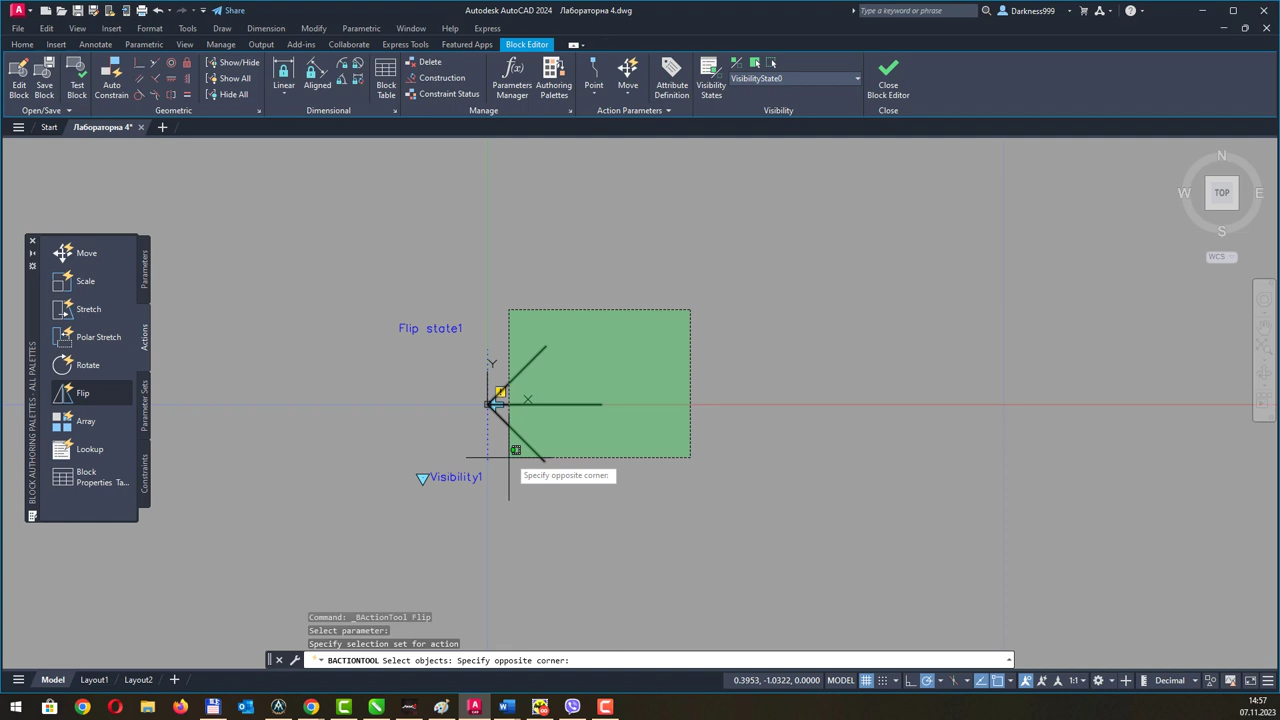 Share
Autodesk AutoCAD 2024 Лабораторна 4.dwg
Type a keyword or phrase
Darkness999
File Edit View Insert Format Tools Draw Dimension Modify Parametric Window Help Express
Home Insert Annotate Parametric View Manage Output Add-ins Collaborate Express Tools Featured Apps Block Editor
Edit Block
Save Block
Test Block
Open/Save
Auto Constrain
Show/Hide
Show All
Hide All
Geometric
Linear
Aligned
Dimensional
Block Table
Delete
Construction
Constraint Status
Parameters Manager
Authoring Palettes
Manage
Point
Move
Action Parameters
Attribute Definition
Visibility States
VisibilityState0
Visibility
Close Block Editor
Close
Start
Лабораторна 4*
N
W TOP E
S
WCS
Move
Scale
Stretch
Polar Stretch
Rotate
Flip
Array
Lookup
Block Properties Ta...
Parameters
Actions
Parameter Sets
Constraints
BLOCK AUTHORING PALETTES - ALL PALETTES
Flip state1
Y
X
Visibility1
Specify opposite corner:
Command: _BActionTool Flip
Select parameter:
Specify selection set for action
BACTIONTOOL Select objects: Specify opposite corner:
Model Layout1 Layout2
0.3953, -1.0322, 0.0000 MODEL
1:1
Decimal
14:57
07.11.2023